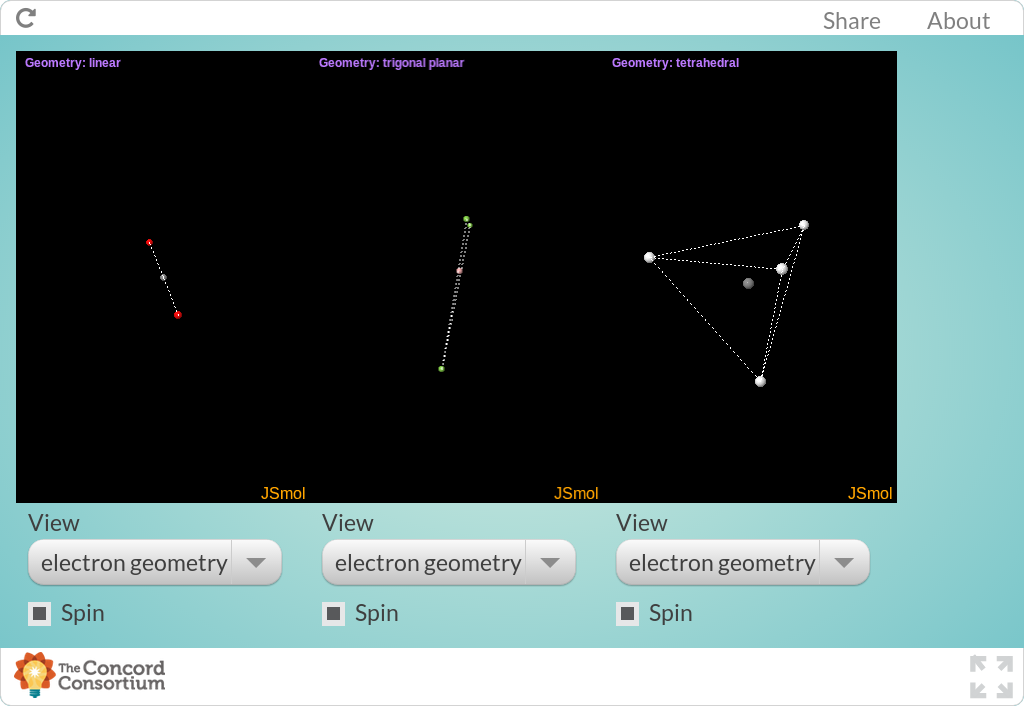 Share About
Geometry: linear Geometry: trigonal planar Geometry: tetrahedral
JSmol JSmol JSmol
View View View
electron geometry electron geometry electron geometry
Spin Spin Spin
The Concord
Consortium